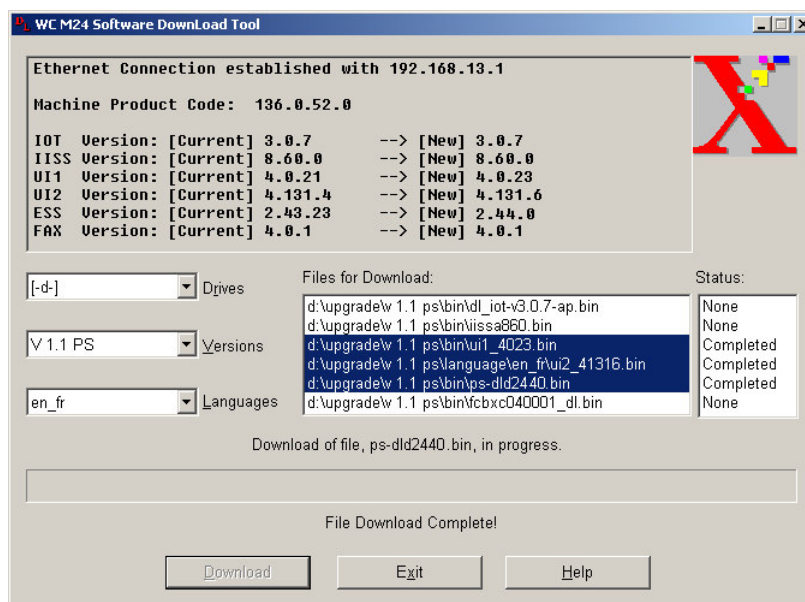 WC M24 Software DownLoad Tool
Ethernet Connection established with 192.168.13.1
Machine Product Code: 136.0.52.0
IOT Version: [Current] 3.0.7 --> [New] 3.0.7
IISS Version: [Current] 8.60.0 --> [New] 8.60.0
UI1 Version: [Current] 4.0.21 --> [New] 4.0.23
UI2 Version: [Current] 4.131.4 --> [New] 4.131.6
ESS Version: [Current] 2.43.23 --> [New] 2.44.0
FAX Version: [Current] 4.0.1 --> [New] 4.0.1
[-d-] Drives
V 1.1 PS Versions
en_fr Languages
Files for Download: Status:
d:\upgrade\v 1.1 ps\bin\dl_iot-v3.0.7-ap.bin None
d:\upgrade\v 1.1 ps\bin\iissa860.bin None
d:\upgrade\v 1.1 ps\bin\ui1_4023.bin Completed
d:\upgrade\v 1.1 ps\language\en_fr\ui2_41316.bin Completed
d:\upgrade\v 1.1 ps\bin\ps-dld2440.bin Completed
d:\upgrade\v 1.1 ps\bin\fcbxc040001_dl.bin None
Download of file, ps-dld2440.bin, in progress.
File Download Complete!
Download Exit Help